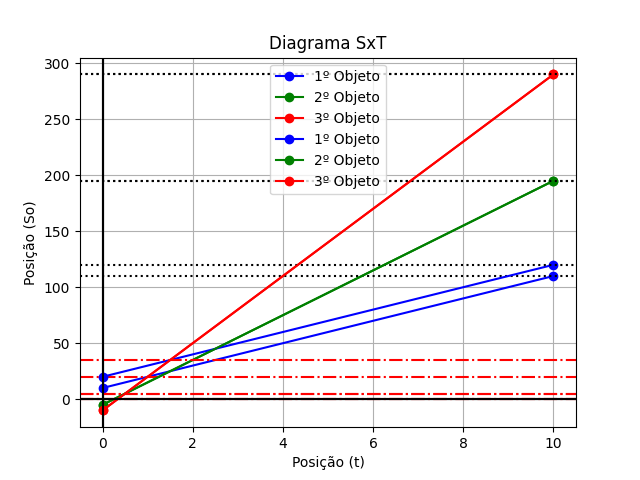 Diagrama SxT
300
250
200
150
100
50
0
Posição (So)
1º Objeto
2º Objeto
3º Objeto
1º Objeto
2º Objeto
3º Objeto
0 2 4 6 8 10
Posição (t)